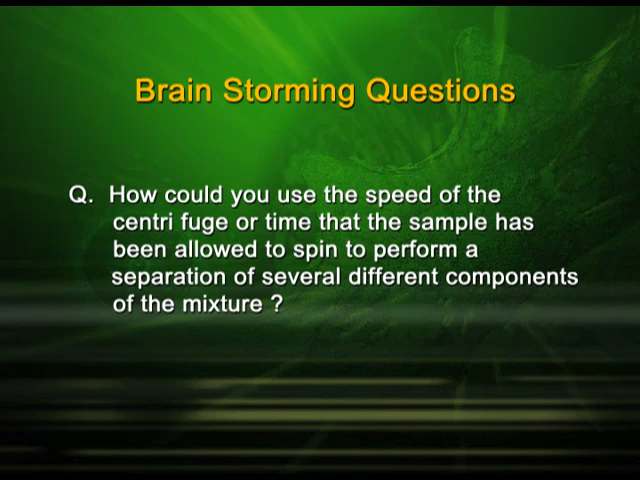 Brain Storming Questions
Q. How could you use the speed of the
centri fuge or time that the sample has
been allowed to spin to perform a
separation of several different components
of the mixture ?